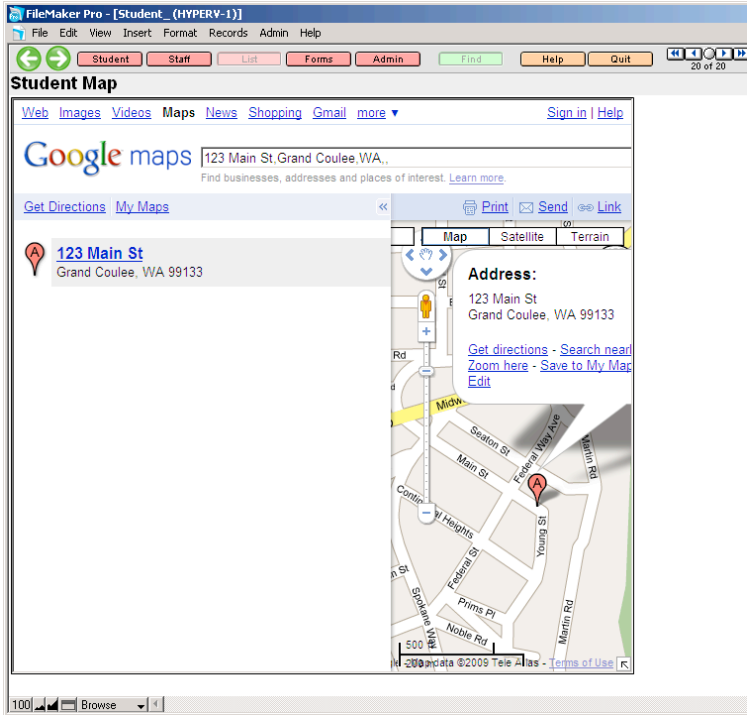 FileMaker Pro - [Student_ (HYPERV-1)]
File Edit View Insert Format Records Admin Help
Student Staff List Forms Admin Find Help Quit
20 of 20
Student Map
Web Images Videos Maps News Shopping Gmail more ▼ Sign in | Help
Google maps 123 Main St,Grand Coulee,WA,,
Find businesses, addresses and places of interest. Learn more.
Get Directions My Maps « Print Send Link
Map Satellite Terrain
A 123 Main St
Grand Coulee, WA 99133
Address:
123 Main St
Grand Coulee, WA 99133
Get directions - Search nearl
Zoom here - Save to My Map
Edit
St
Rd
Midw
Seaton St
Federal Way Ave
Martin Rd
Main St
A
Heights
Young St
Federal St
n St
Spokane Way
Prims Pl
Noble Rd
Martin Rd
500 ft
data ©2009 Tele Atlas - Terms of Use
100 Browse